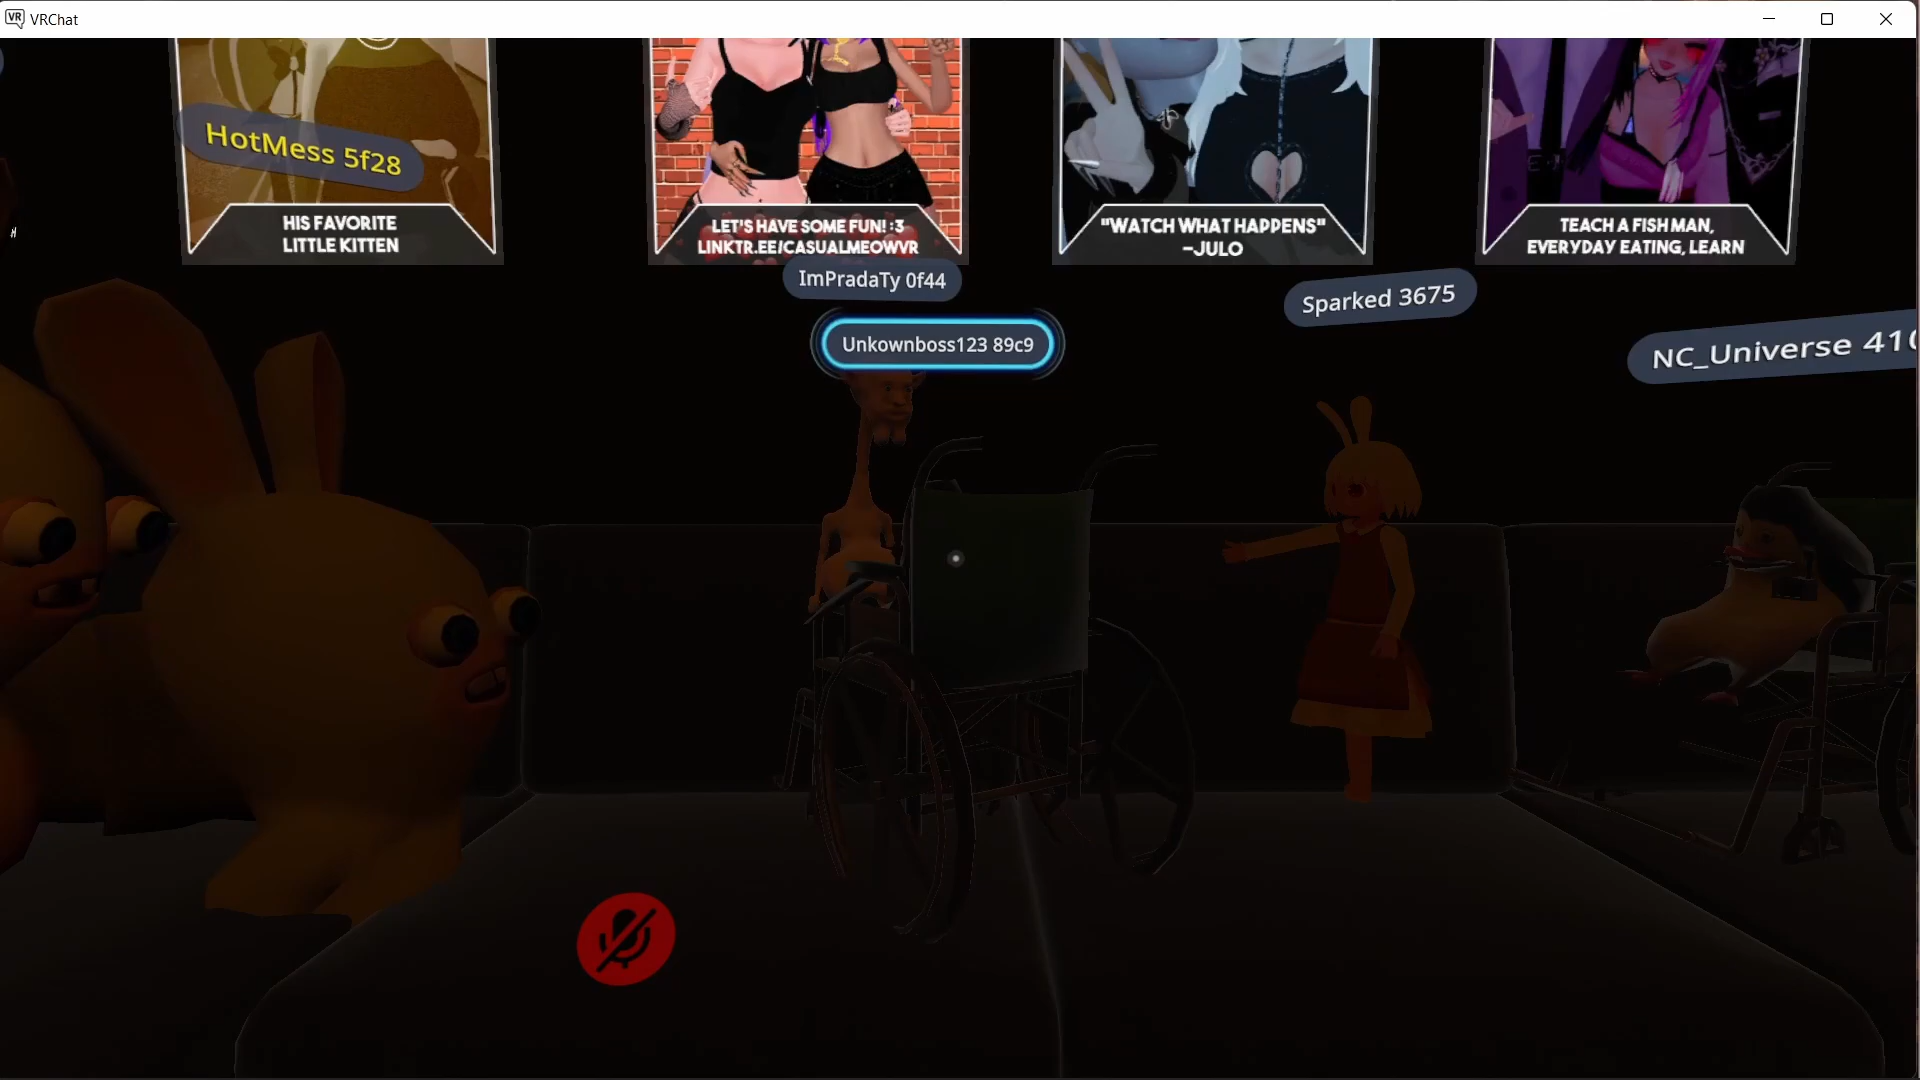 VRChat
HotMess 5f28
HIS FAVORITE
LITTLE KITTEN
LET'S HAVE SOME FUN! :3
LINKTR.EE/CASUALMEOWVR
"WATCH WHAT HAPPENS"
-JULO
TEACH A FISH MAN,
EVERYDAY EATING, LEARN
ImPradaTy 0f44
Sparked 3675
Unkownboss123 89c9
NC_Universe 410